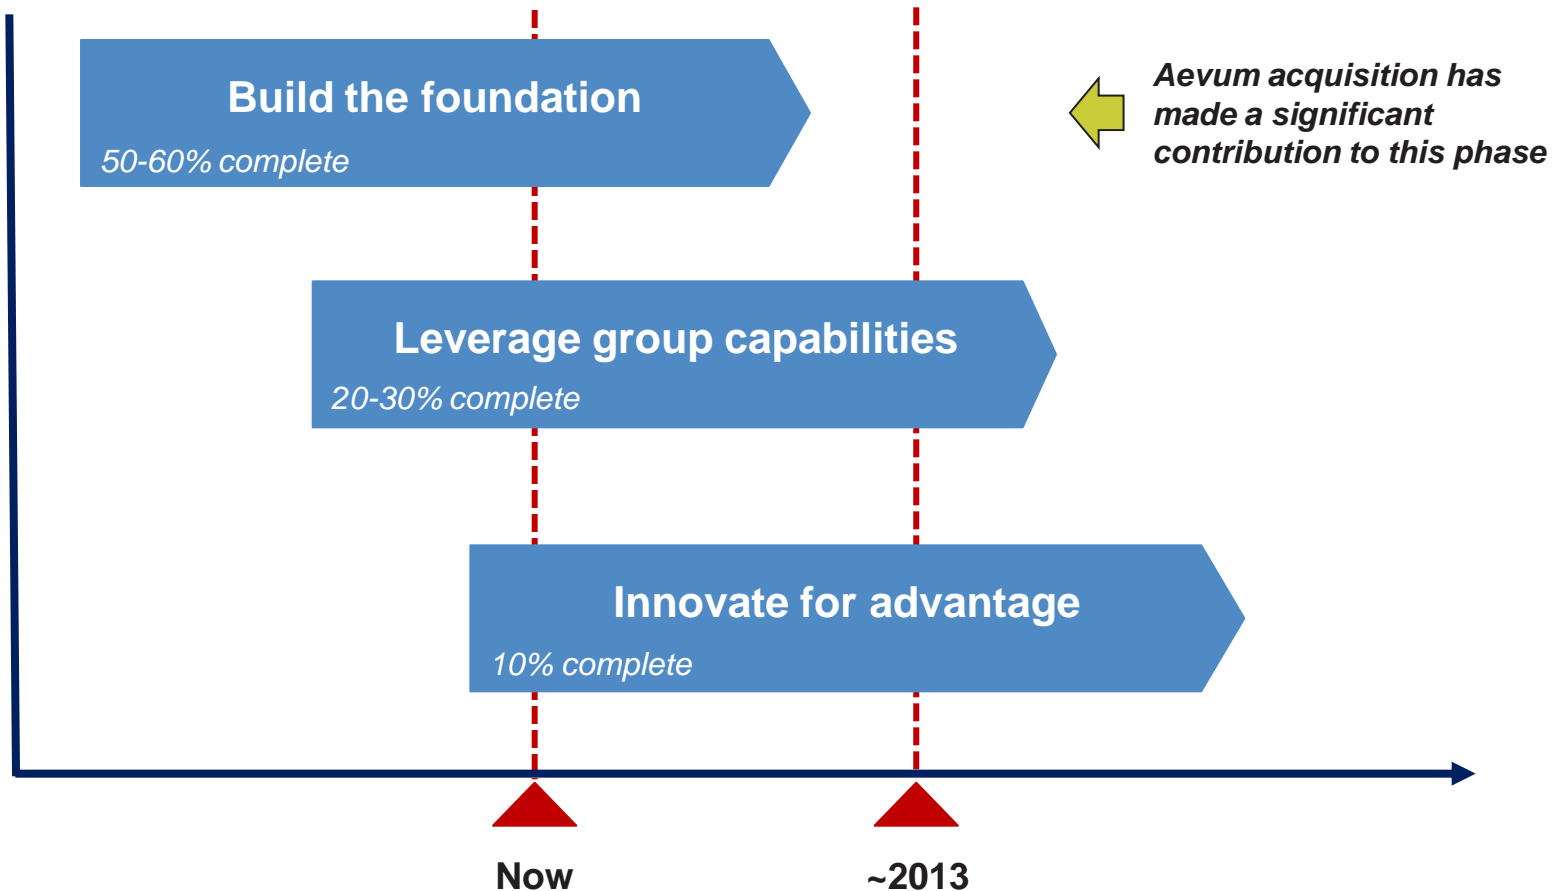 Build the foundation
50-60% complete
Aevum acquisition has
made a significant
contribution to this phase
Leverage group capabilities
20-30% complete
Innovate for advantage
10% complete
Now
~2013